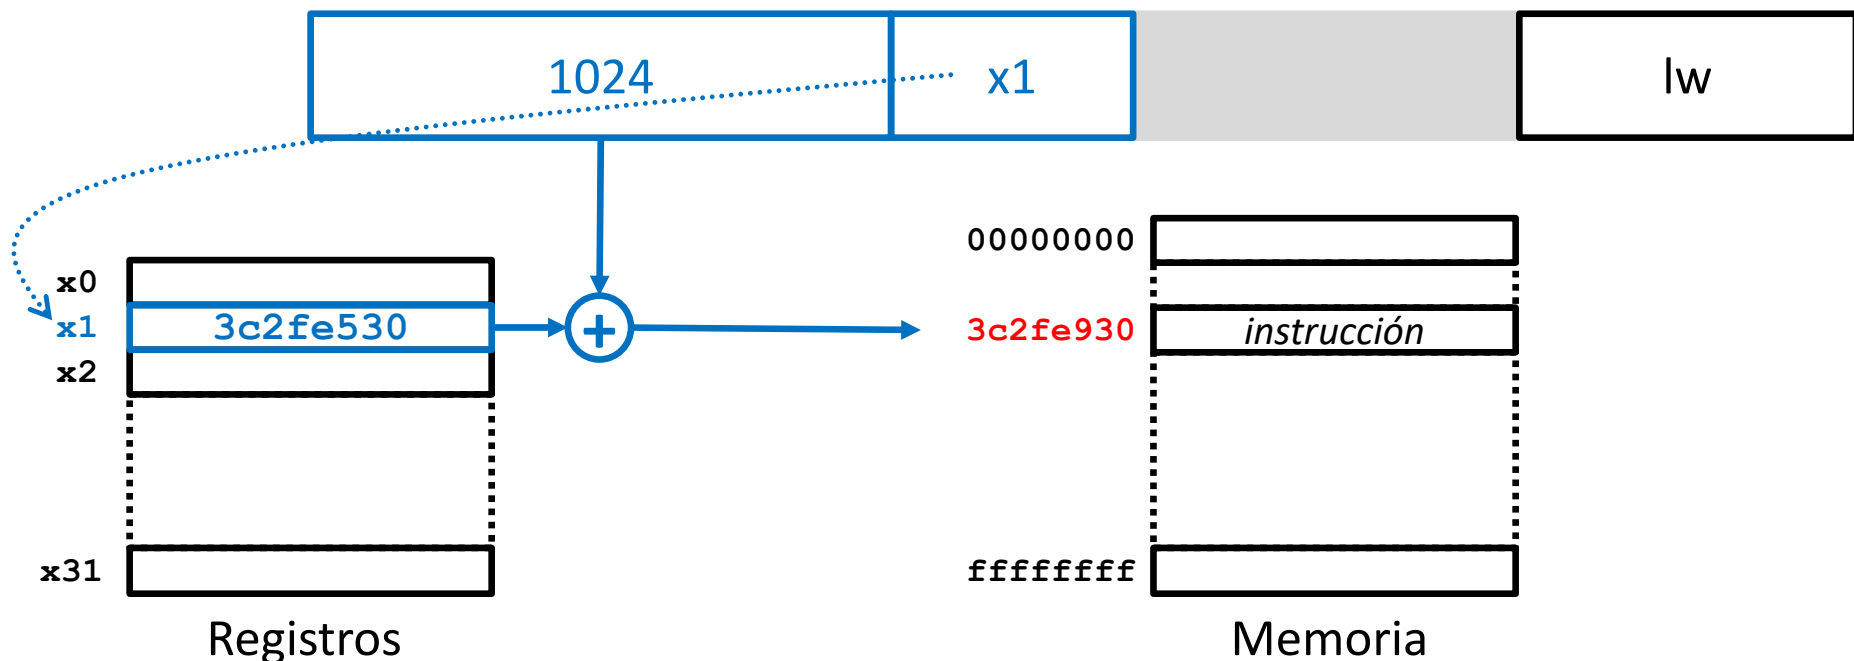 1024 x1 lw
00000000
x0
x1 3c2fe530 + 3c2fe930 instrucción
x2
x31 ffffffff
Registros Memoria